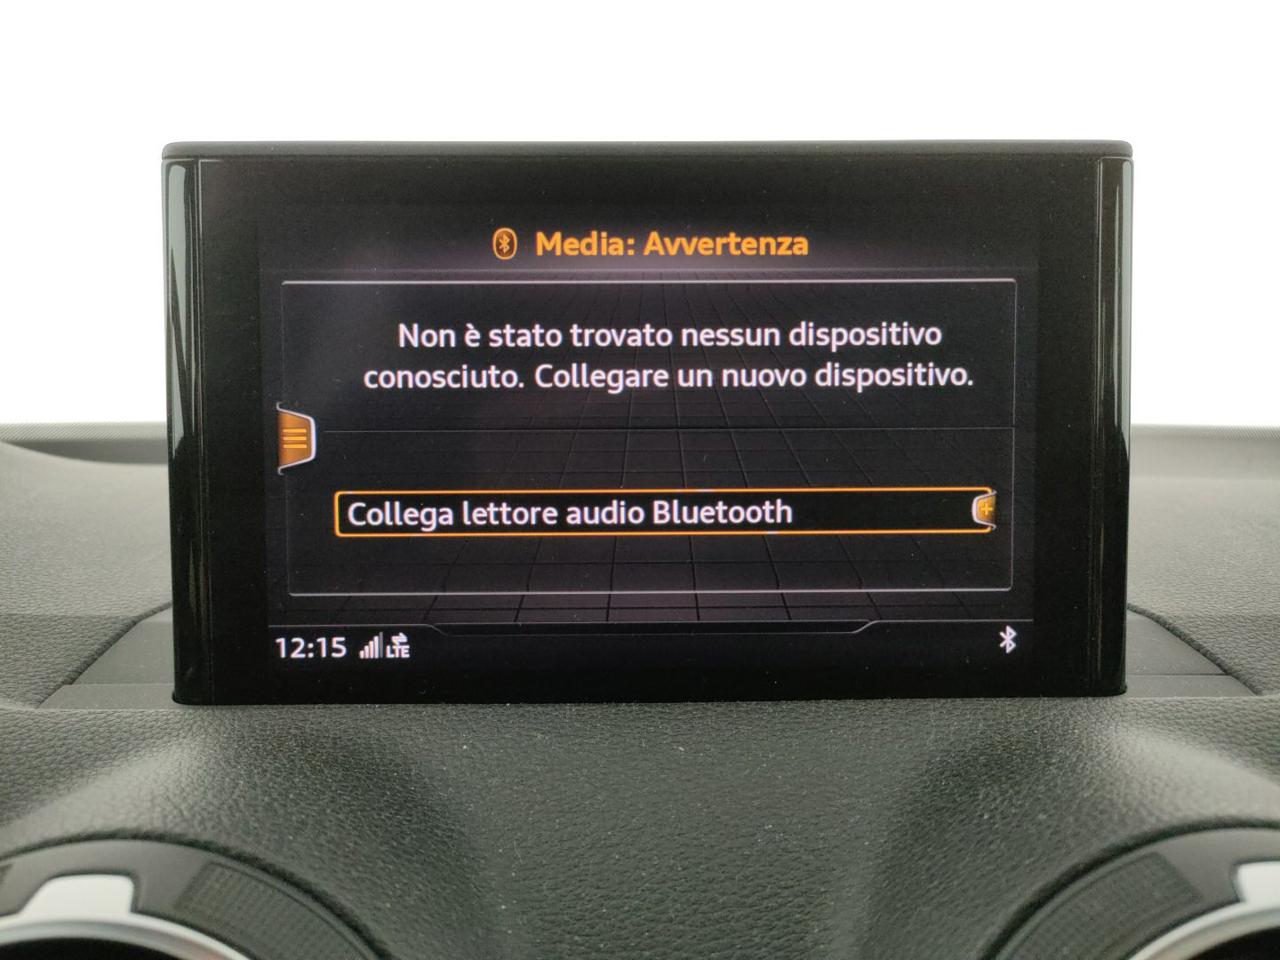 Media: Avvertenza
Non è stato trovato nessun dispositivo
conosciuto. Collegare un nuovo dispositivo.
Collega lettore audio Bluetooth
12:15 LTE